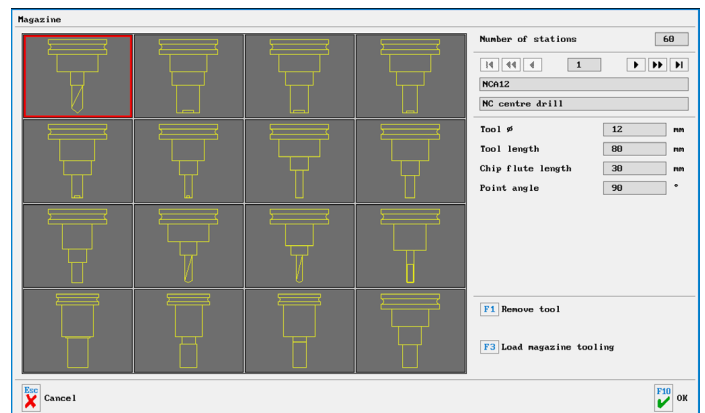 Magazine
Number of stations 60
1
NCA12
NC centre drill
Tool ø 12 mm
Tool length 80 mm
Chip flute length 30 mm
Point angle 90 °
F1 Remove tool
F3 Load magazine tooling
Esc Cancel
F10 OK